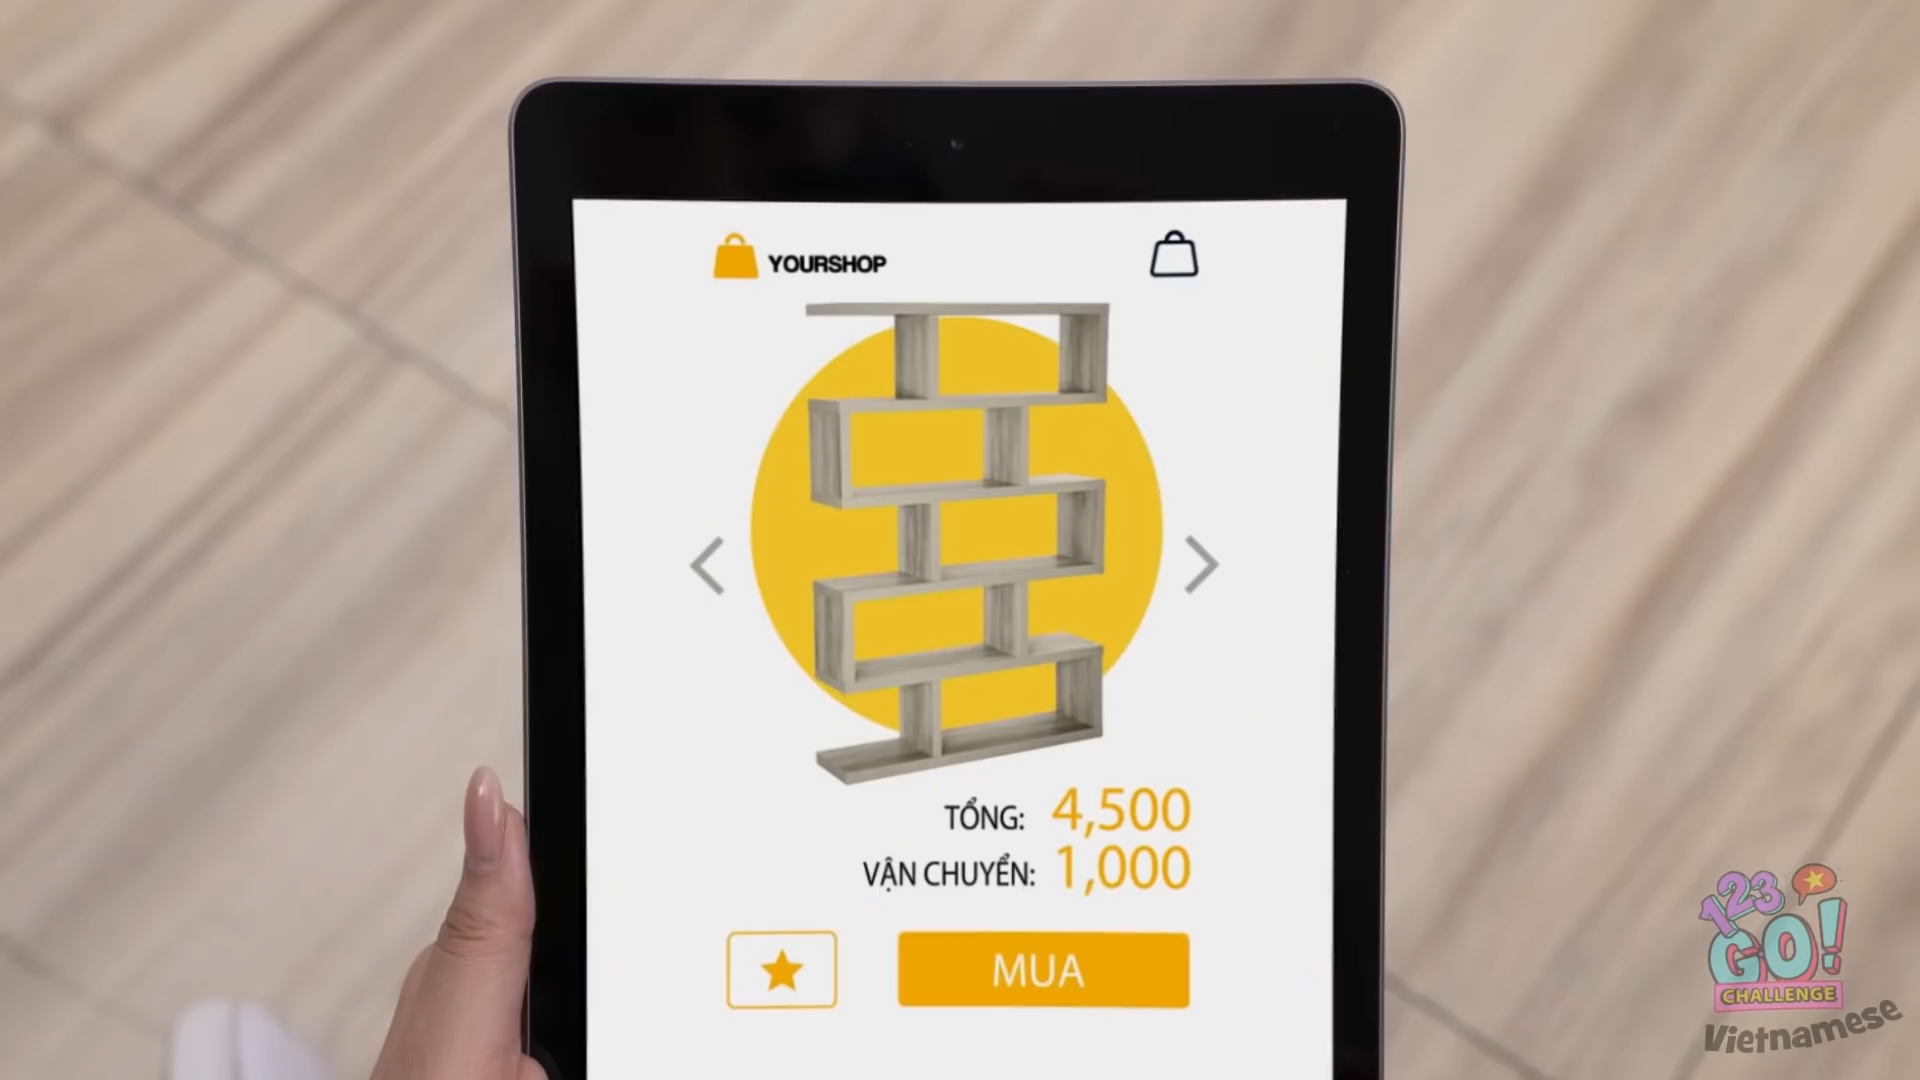 YOURSHOP
TỔNG: 4,500
VẬN CHUYỂN: 1,000
MUA
123
GO!
CHALLENGE
Vietnamese